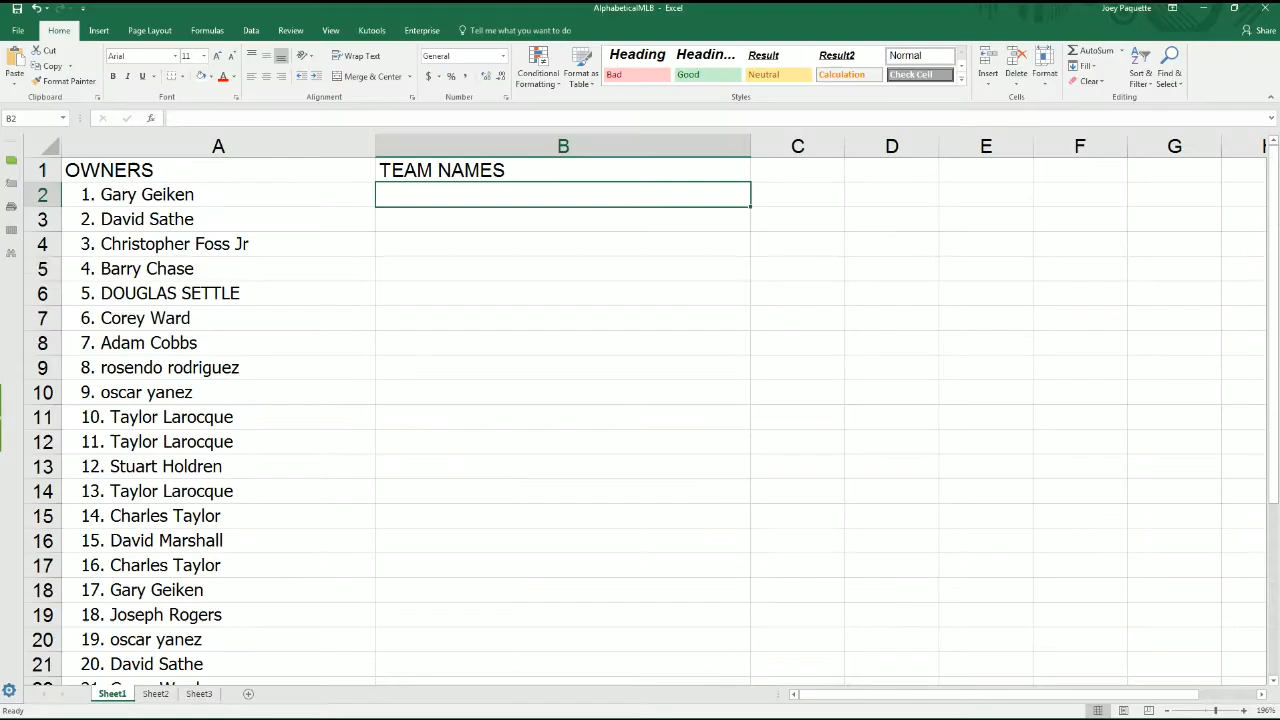 AlphabeticalMLB - Excel
Joey Paquette
File Home Insert Page Layout Formulas Data Review View Kutools Enterprise Tell me what you want to do Share
Paste
Cut
Copy
Format Painter
Clipboard
Arial 11
B I U
Font
Wrap Text
Merge & Center
Alignment
General
$ % ,
Number
Conditional Formatting
Format as Table
Heading Headin... Result Result2 Normal
Bad Good Neutral Calculation Check Cell
Styles
Insert Delete Format
Cells
AutoSum
Fill
Clear
Sort & Filter
Find & Select
Editing
B2
fx
A B C D E F G
1 OWNERS TEAM NAMES
2 1. Gary Geiken
3 2. David Sathe
4 3. Christopher Foss Jr
5 4. Barry Chase
6 5. DOUGLAS SETTLE
7 6. Corey Ward
8 7. Adam Cobbs
9 8. rosendo rodriguez
10 9. oscar yanez
11 10. Taylor Larocque
12 11. Taylor Larocque
13 12. Stuart Holdren
14 13. Taylor Larocque
15 14. Charles Taylor
16 15. David Marshall
17 16. Charles Taylor
18 17. Gary Geiken
19 18. Joseph Rogers
20 19. oscar yanez
21 20. David Sathe
Sheet1 Sheet2 Sheet3
Ready
196%